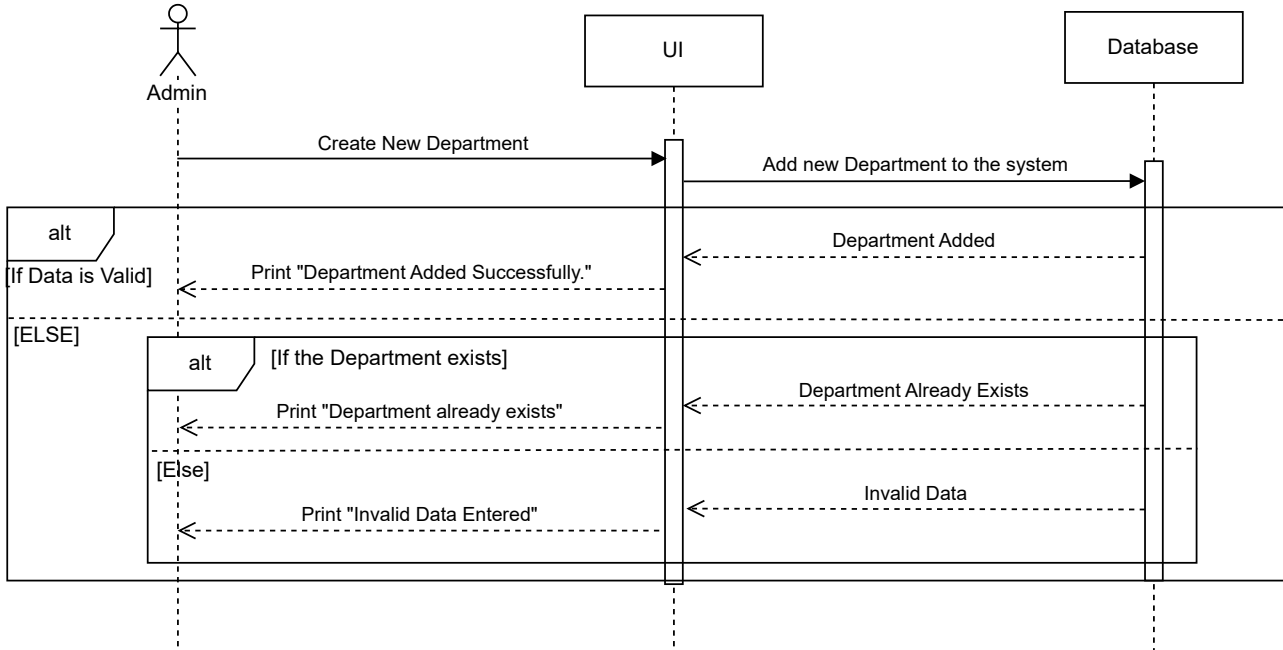 UI
Database
Admin
Create New Department
Add new Department to the system
alt
Department Added
[If Data is Valid]
Print "Department Added Successfully."
[ELSE]
alt
[If the Department exists]
Department Already Exists
Print "Department already exists"
[Else]
Invalid Data
Print "Invalid Data Entered"